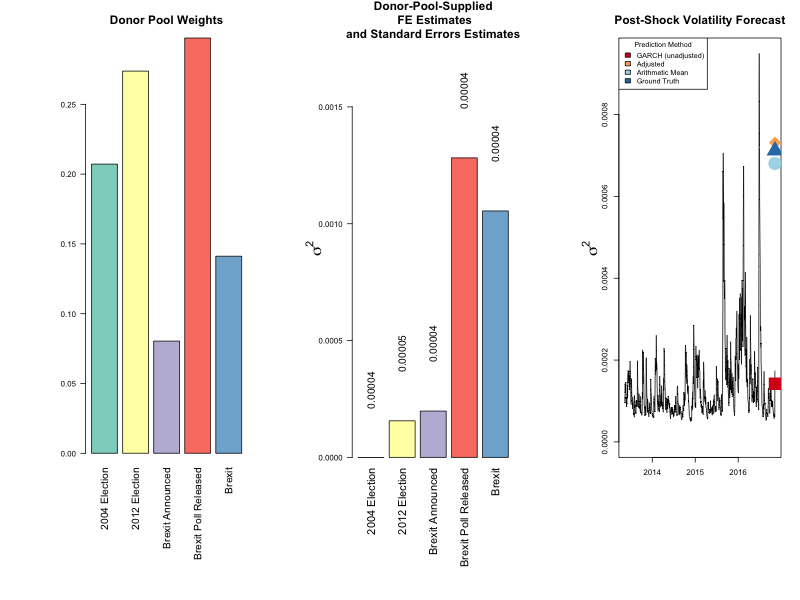 Donor Pool Weights
0.25
0.20
0.15
0.10
0.05
0.00
2004 Election
2012 Election
Brexit Announced
Brexit Poll Released
Brexit
Donor-Pool-Supplied
FE Estimates
and Standard Errors Estimates
σ2
0.0015
0.0010
0.0005
0.0000
0.00004
0.00005
0.00004
0.00004
0.00004
2004 Election
2012 Election
Brexit Announced
Brexit Poll Released
Brexit
Post-Shock Volatility Forecast
Prediction Method
GARCH (unadjusted)
Adjusted
Arithmetic Mean
Ground Truth
σ2
0.0008
0.0006
0.0004
0.0002
0.0000
2014
2015
2016